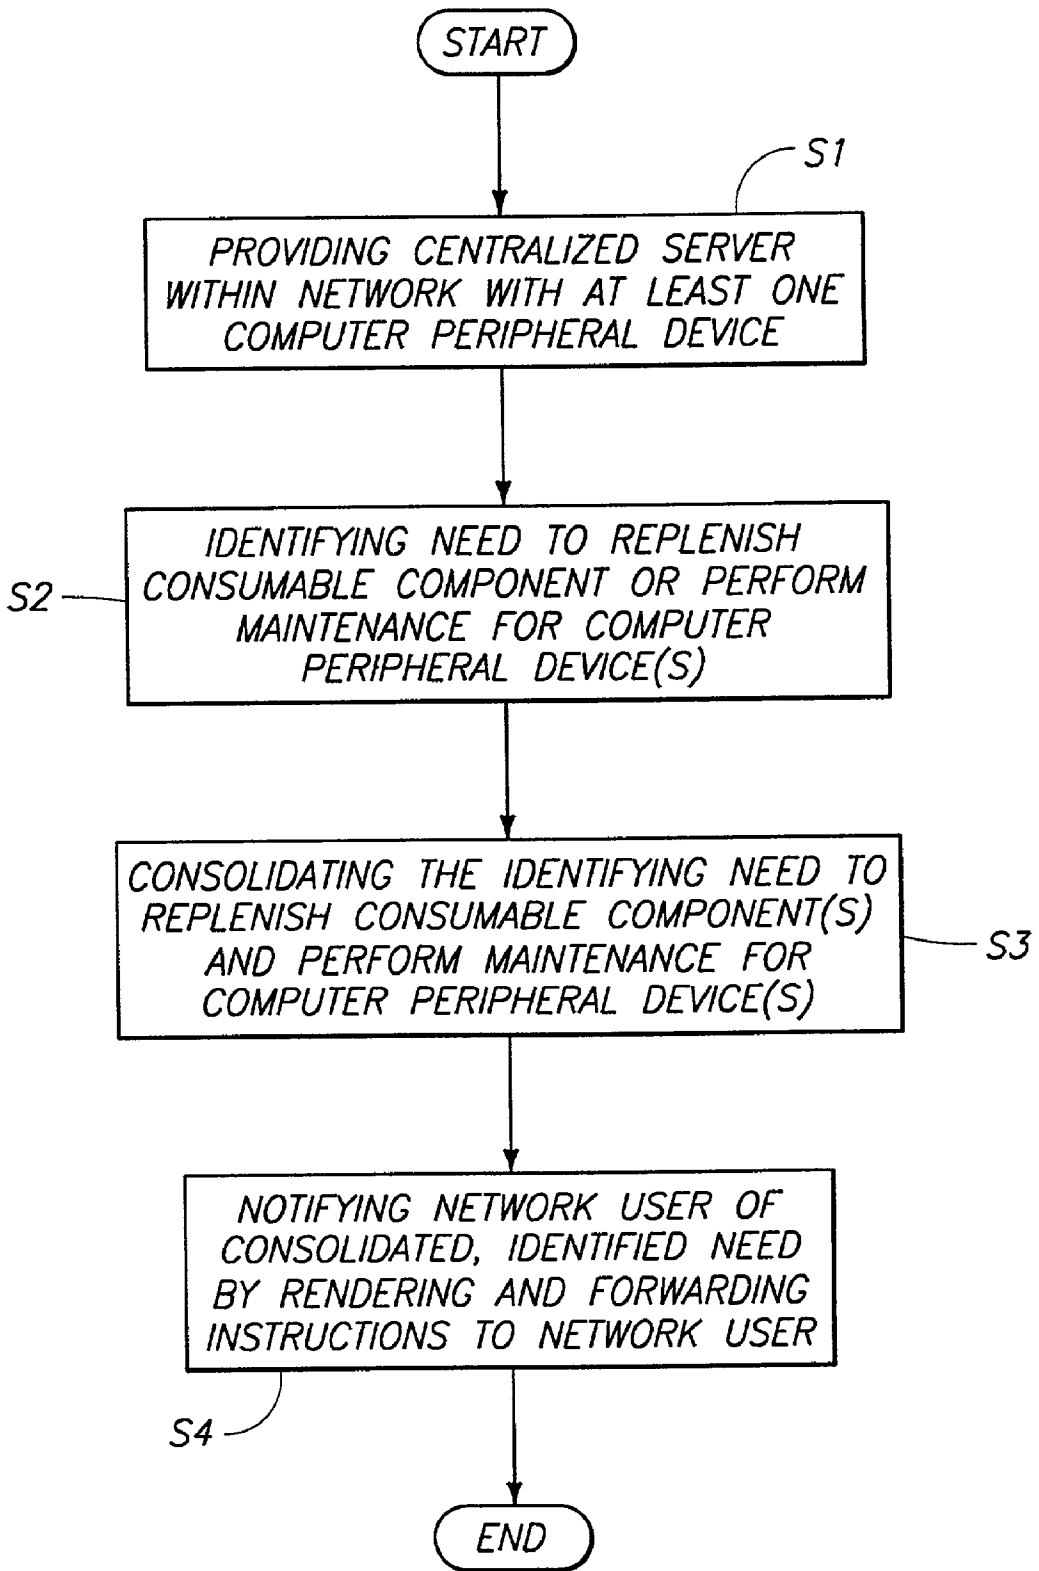 START
S1
PROVIDING CENTRALIZED SERVER
WITHIN NETWORK WITH AT LEAST ONE
COMPUTER PERIPHERAL DEVICE
IDENTIFYING NEED TO REPLENISH
CONSUMABLE COMPONENT OR PERFORM
MAINTENANCE FOR COMPUTER
PERIPHERAL DEVICE(S)
S2
CONSOLIDATING THE IDENTIFYING NEED TO
REPLENISH CONSUMABLE COMPONENT(S)
AND PERFORM MAINTENANCE FOR
COMPUTER PERIPHERAL DEVICE(S)
S3
NOTIFYING NETWORK USER OF
CONSOLIDATED, IDENTIFIED NEED
BY RENDERING AND FORWARDING
INSTRUCTIONS TO NETWORK USER
S4
END